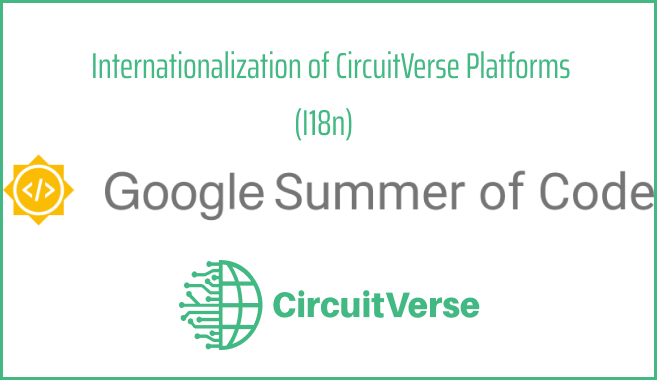 Internationalization of CircuitVerse Platforms
(I18n)
</> Google Summer of Code
CircuitVerse